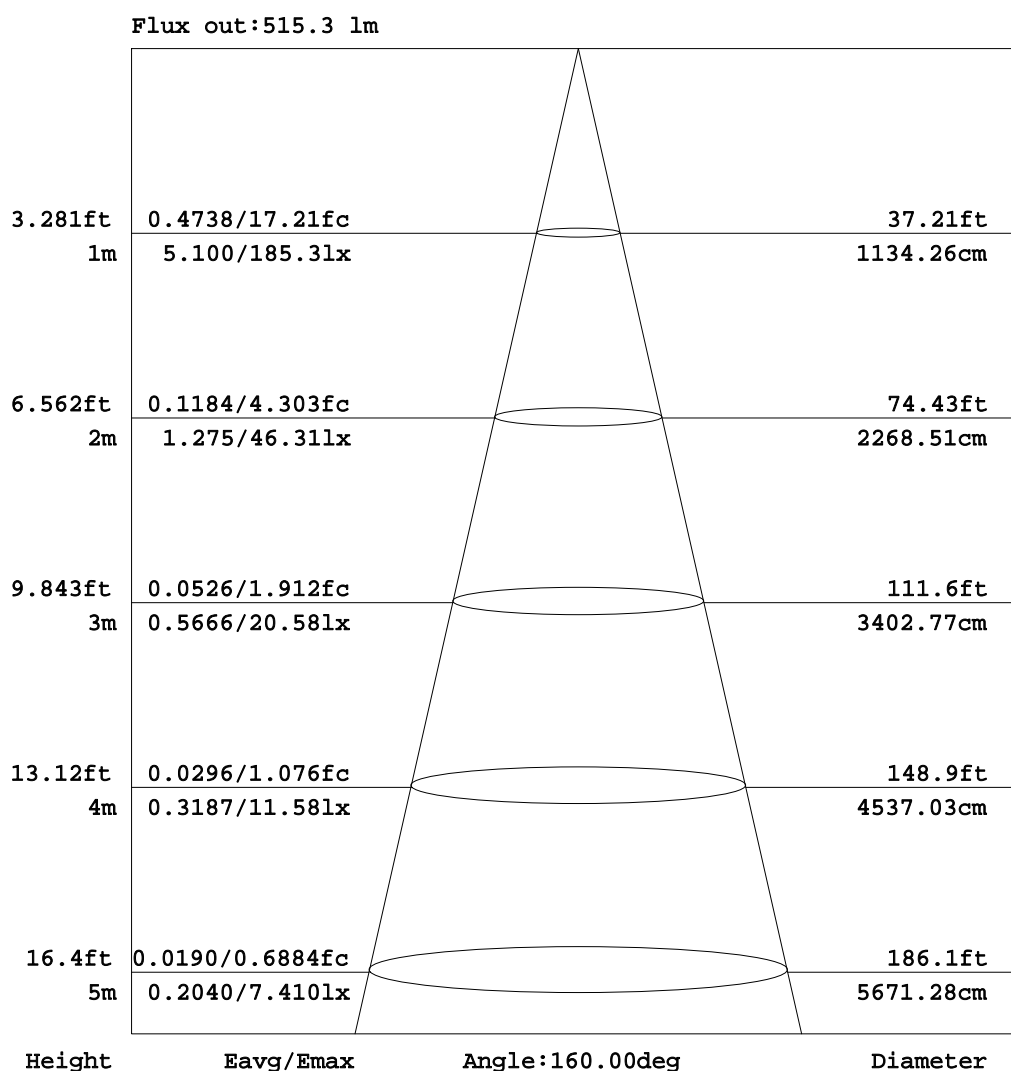 Flux out:515.3 lm
3.281ft 0.4738/17.21fc 37.21ft
1m 5.100/185.3lx 1134.26cm
6.562ft 0.1184/4.303fc 74.43ft
2m 1.275/46.31lx 2268.51cm
9.843ft 0.0526/1.912fc 111.6ft
3m 0.5666/20.58lx 3402.77cm
13.12ft 0.0296/1.076fc 148.9ft
4m 0.3187/11.58lx 4537.03cm
16.4ft 0.0190/0.6884fc 186.1ft
5m 0.2040/7.410lx 5671.28cm
Height Eavg/Emax Angle:160.00deg Diameter